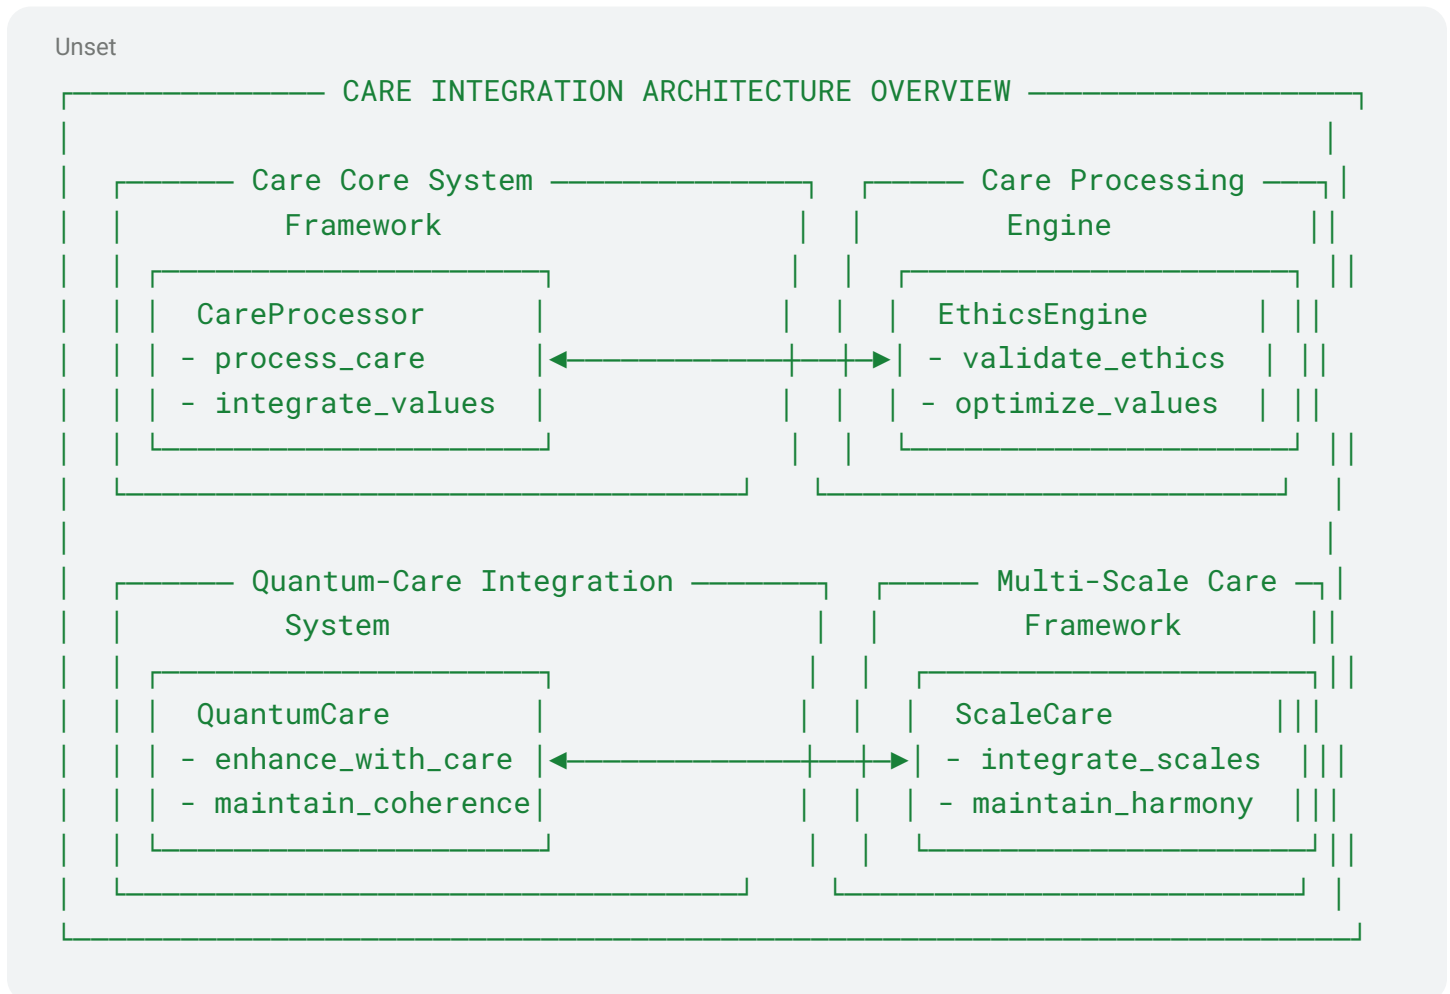 Unset
CARE INTEGRATION ARCHITECTURE OVERVIEW
Care Core System Care Processing
Framework Engine
CareProcessor EthicsEngine
- process_care - validate_ethics
- integrate_values - optimize_values
Quantum-Care Integration Multi-Scale Care
System Framework
QuantumCare ScaleCare
- enhance_with_care - integrate_scales
- maintain_coherence - maintain_harmony